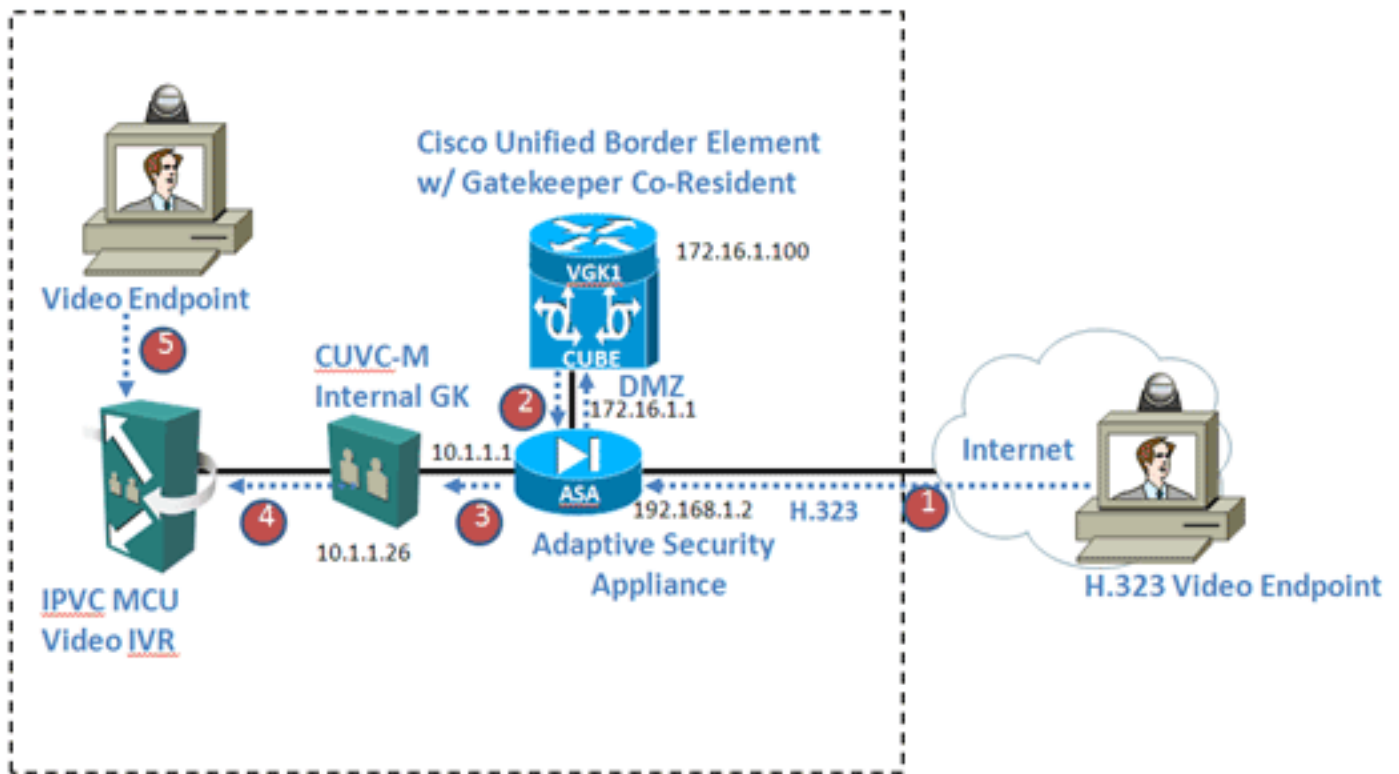 Cisco Unified Border Element
w/ Gatekeeper Co-Resident
172.16.1.100
VGK1
CUBE
Video Endpoint
5
CUVC-M
Internal GK
2
DMZ
172.16.1.1
10.1.1.1
ASA
Internet
4
3
192.168.1.2
H.323
1
10.1.1.26
Adaptive Security
Appliance
H.323 Video Endpoint
IPVC MCU
Video IVR